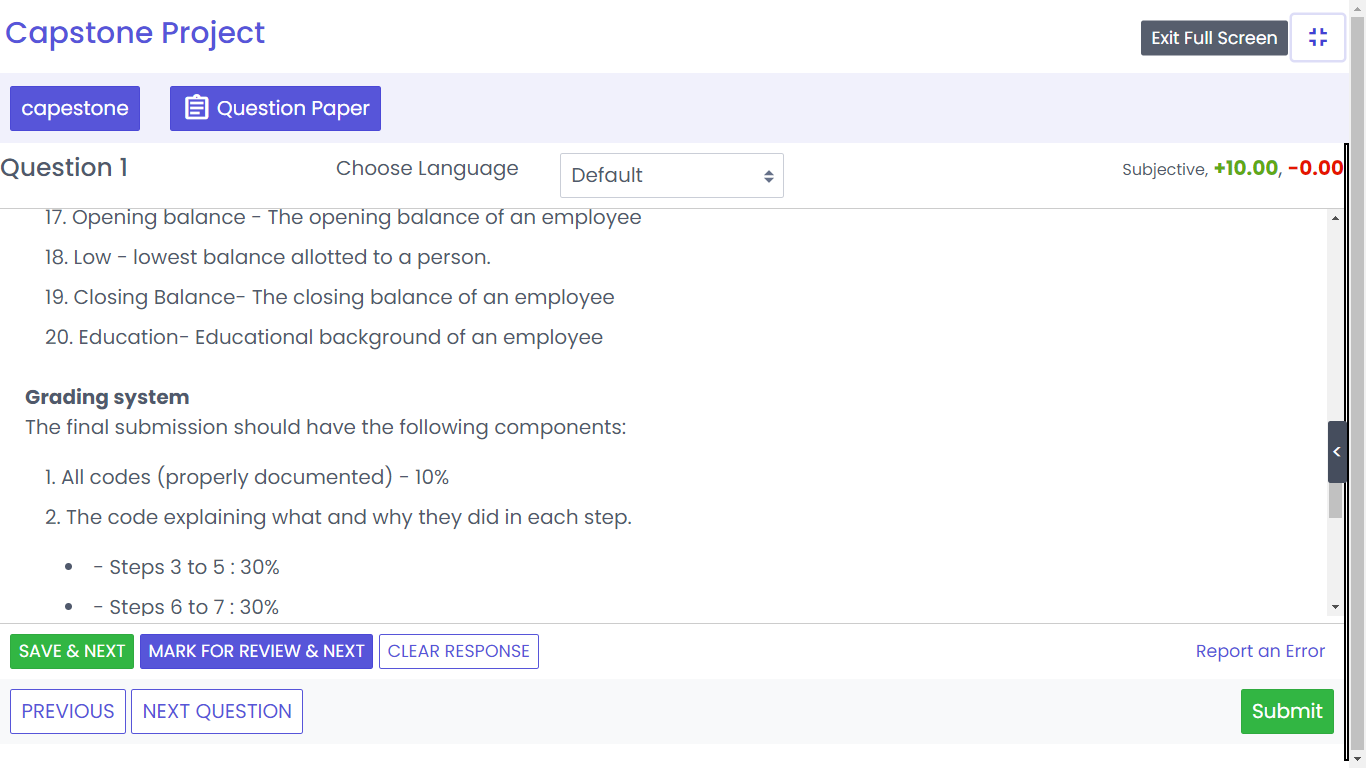 Capstone Project
Exit Full Screen
capestone
Question Paper
Question 1
Choose Language
Default
Subjective, +10.00, -0.00
17. Opening balance - The opening balance of an employee
18. Low - lowest balance allotted to a person.
19. Closing Balance- The closing balance of an employee
20. Education- Educational background of an employee
Grading system
The final submission should have the following components:
1. All codes (properly documented) - 10%
2. The code explaining what and why they did in each step.
• - Steps 3 to 5 : 30%
• - Steps 6 to 7 : 30%
<
SAVE & NEXT
MARK FOR REVIEW & NEXT
CLEAR RESPONSE
Report an Error
PREVIOUS
NEXT QUESTION
Submit